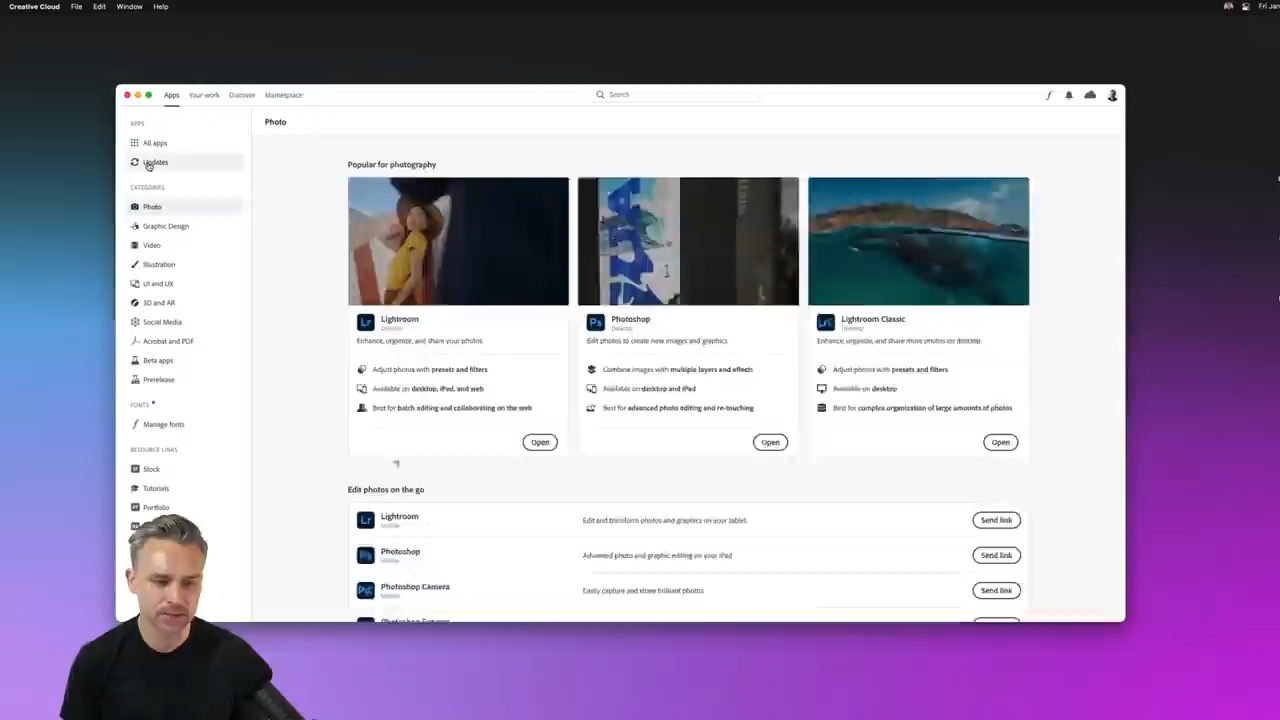 Creative Cloud File Edit Window Help
Fri Jan
Apps Your work Discover Marketplace
Search
APPS
All apps
Updates
CATEGORIES
Photo
Graphic Design
Video
Illustration
UI and UX
3D and AR
Social Media
Acrobat and PDF
Beta apps
Prerelease
FONTS
Manage fonts
RESOURCE LINKS
Stock
Tutorials
Portfolio
Photo
Popular for photography
Lr Lightroom
Enhance, organize, and share your photos.
Adjust photos with presets and filters
Available on desktop, iPad, and web
Best for batch editing and collaborating on the web
Open
Ps Photoshop
Desktop
Edit photos to create new images and graphics.
Combine images with multiple layers and effects
Available on desktop and iPad
Best for advanced photo editing and re-touching
Open
Lightroom Classic
Desktop
Enhance, organize, and share more photos on desktop.
Adjust photos with presets and filters
Available on desktop
Best for complex organization of large amounts of photos
Open
Edit photos on the go
Lr Lightroom
Edit and transform photos and graphics on your tablet.
Send link
Photoshop
Advanced photo and graphic editing on your iPad
Send link
Photoshop Camera
Easily capture and share brilliant photos
Send link